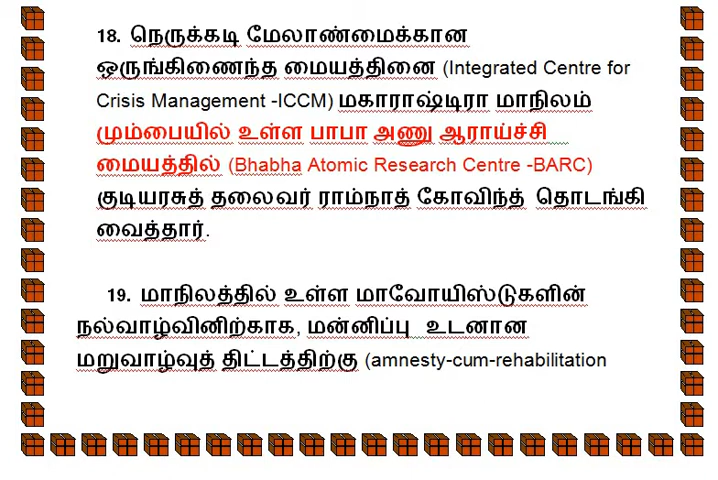 18. நெருக்கடி மேலாண்மைக்கான
ஒருங்கிணைந்த மையத்தினை (Integrated Centre for
Crisis Management -ICCM) மகாராஷ்டிரா மாநிலம்
மும்பையில் உள்ள பாபா அணு ஆராய்ச்சி
மையத்தில் (Bhabha Atomic Research Centre -BARC)
குடியரசுத் தலைவர் ராம்நாத் கோவிந்த் தொடங்கி
வைத்தார்.
19. மாநிலத்தில் உள்ள மாவோயிஸ்டுகளின்
நல்வாழ்வினிற்காக, மன்னிப்பு உடனான
மறுவாழ்வுத் திட்டத்திற்கு (amnesty-cum-rehabilitation